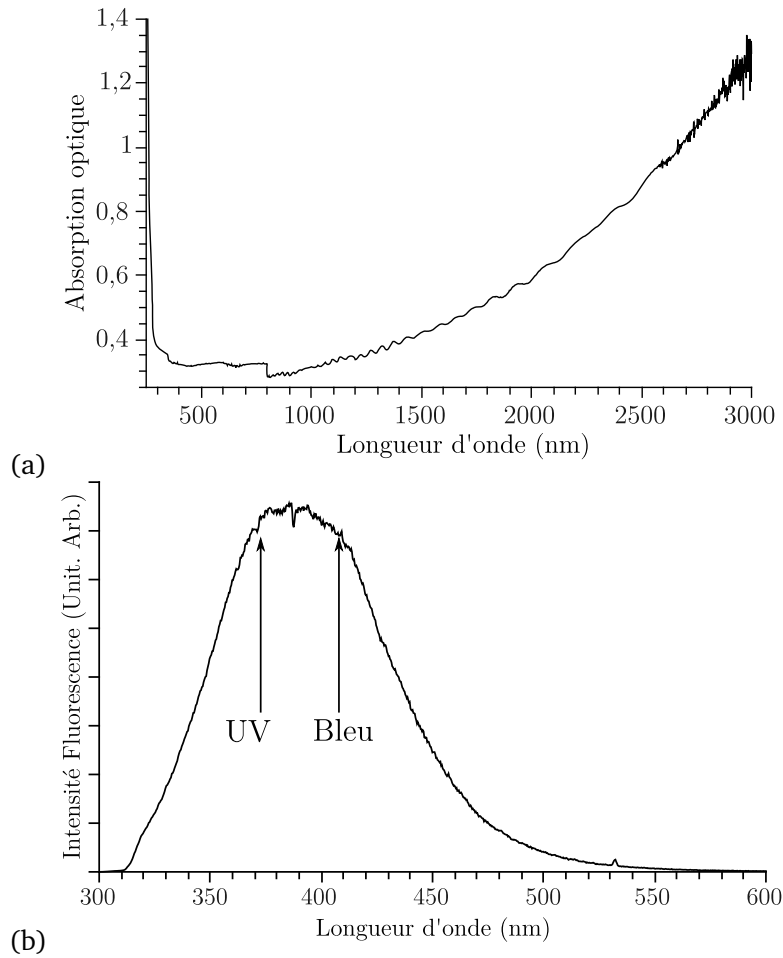 Absorption optique
1,4
1,2
1
0,8
0,6
0,4
500 1000 1500 2000 2500 3000
Longueur d'onde (nm)
(a)
Intensité Fluorescence (Unit. Arb.)
UV Bleu
300 350 400 450 500 550 600
Longueur d'onde (nm)
(b)